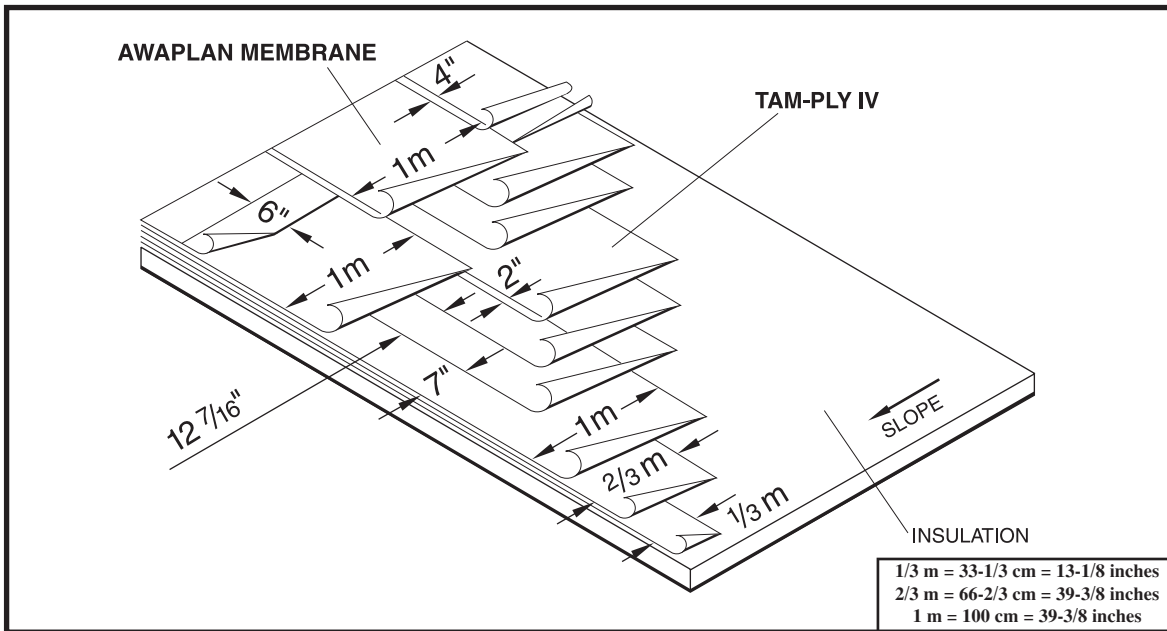 AWAPLAN MEMBRANE
4"
TAM-PLY IV
1m
6"
1m
2"
7"
12 7/16"
1m
2/3 m
1/3 m
SLOPE
INSULATION
1/3 m = 33-1/3 cm = 13-1/8 inches
2/3 m = 66-2/3 cm = 39-3/8 inches
1 m = 100 cm = 39-3/8 inches